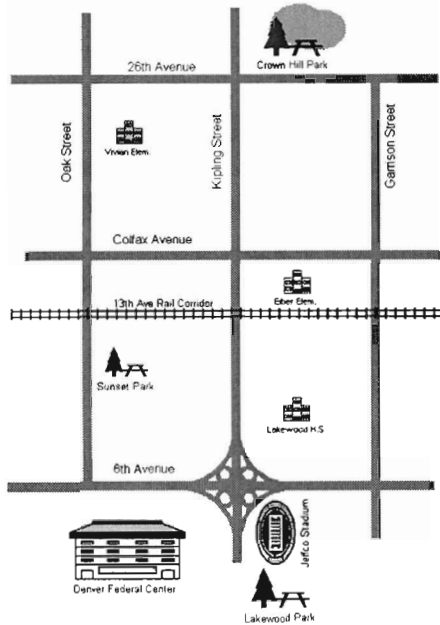 Crown Hill Park
26th Avenue
Oak Street
Kipling Street
Garrison Street
Vivian Elem.
Colfax Avenue
Eiber Elem.
13th Ave Rail Corridor
Sunset Park
Lakewood H.S
6th Avenue
Jeffco Stadium
Denver Federal Center
Lakewood Park